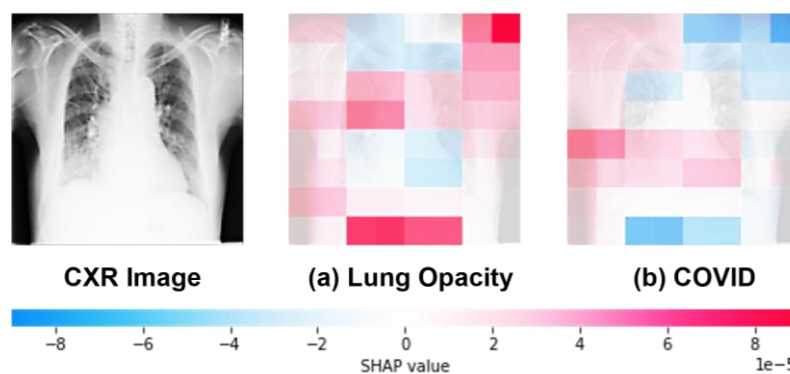 CXR Image
(a) Lung Opacity
(b) COVID
−8 −6 −4 −2 0 2 4 6 8
SHAP value
1e−5